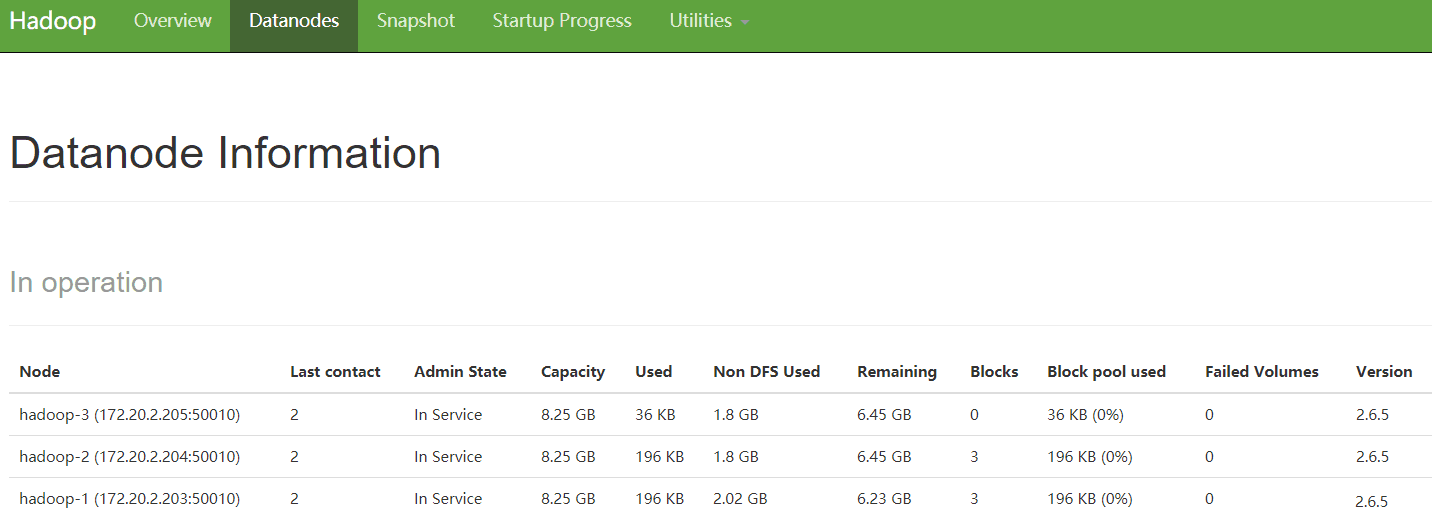 Hadoop Overview Datanodes Snapshot Startup Progress Utilities
Datanode Information
In operation
Node Last contact Admin State Capacity Used Non DFS Used Remaining Blocks Block pool used Failed Volumes Version
hadoop-3 (172.20.2.205:50010) 2 In Service 8.25 GB 36 KB 1.8 GB 6.45 GB 0 36 KB (0%) 0 2.6.5
hadoop-2 (172.20.2.204:50010) 2 In Service 8.25 GB 196 KB 1.8 GB 6.45 GB 3 196 KB (0%) 0 2.6.5
hadoop-1 (172.20.2.203:50010) 2 In Service 8.25 GB 196 KB 2.02 GB 6.23 GB 3 196 KB (0%) 0 2.6.5